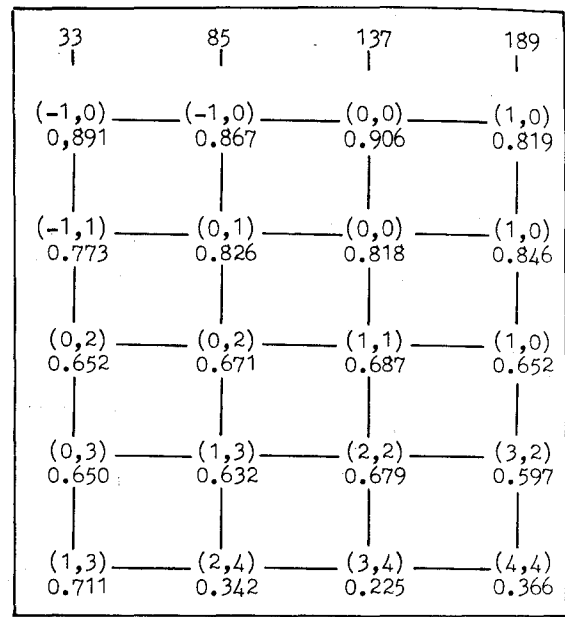 33 85 137 189
(-1,0) (-1,0) (0,0) (1,0)
0,891 0.867 0.906 0.819
(-1,1) (0,1) (0,0) (1,0)
0.773 0.826 0.818 0.846
(0,2) (0,2) (1,1) (1,0)
0.652 0.671 0.687 0.652
(0,3) (1,3) (2,2) (3,2)
0.650 0.632 0.679 0.597
(1,3) (2,4) (3,4) (4,4)
0.711 0.342 0.225 0.366